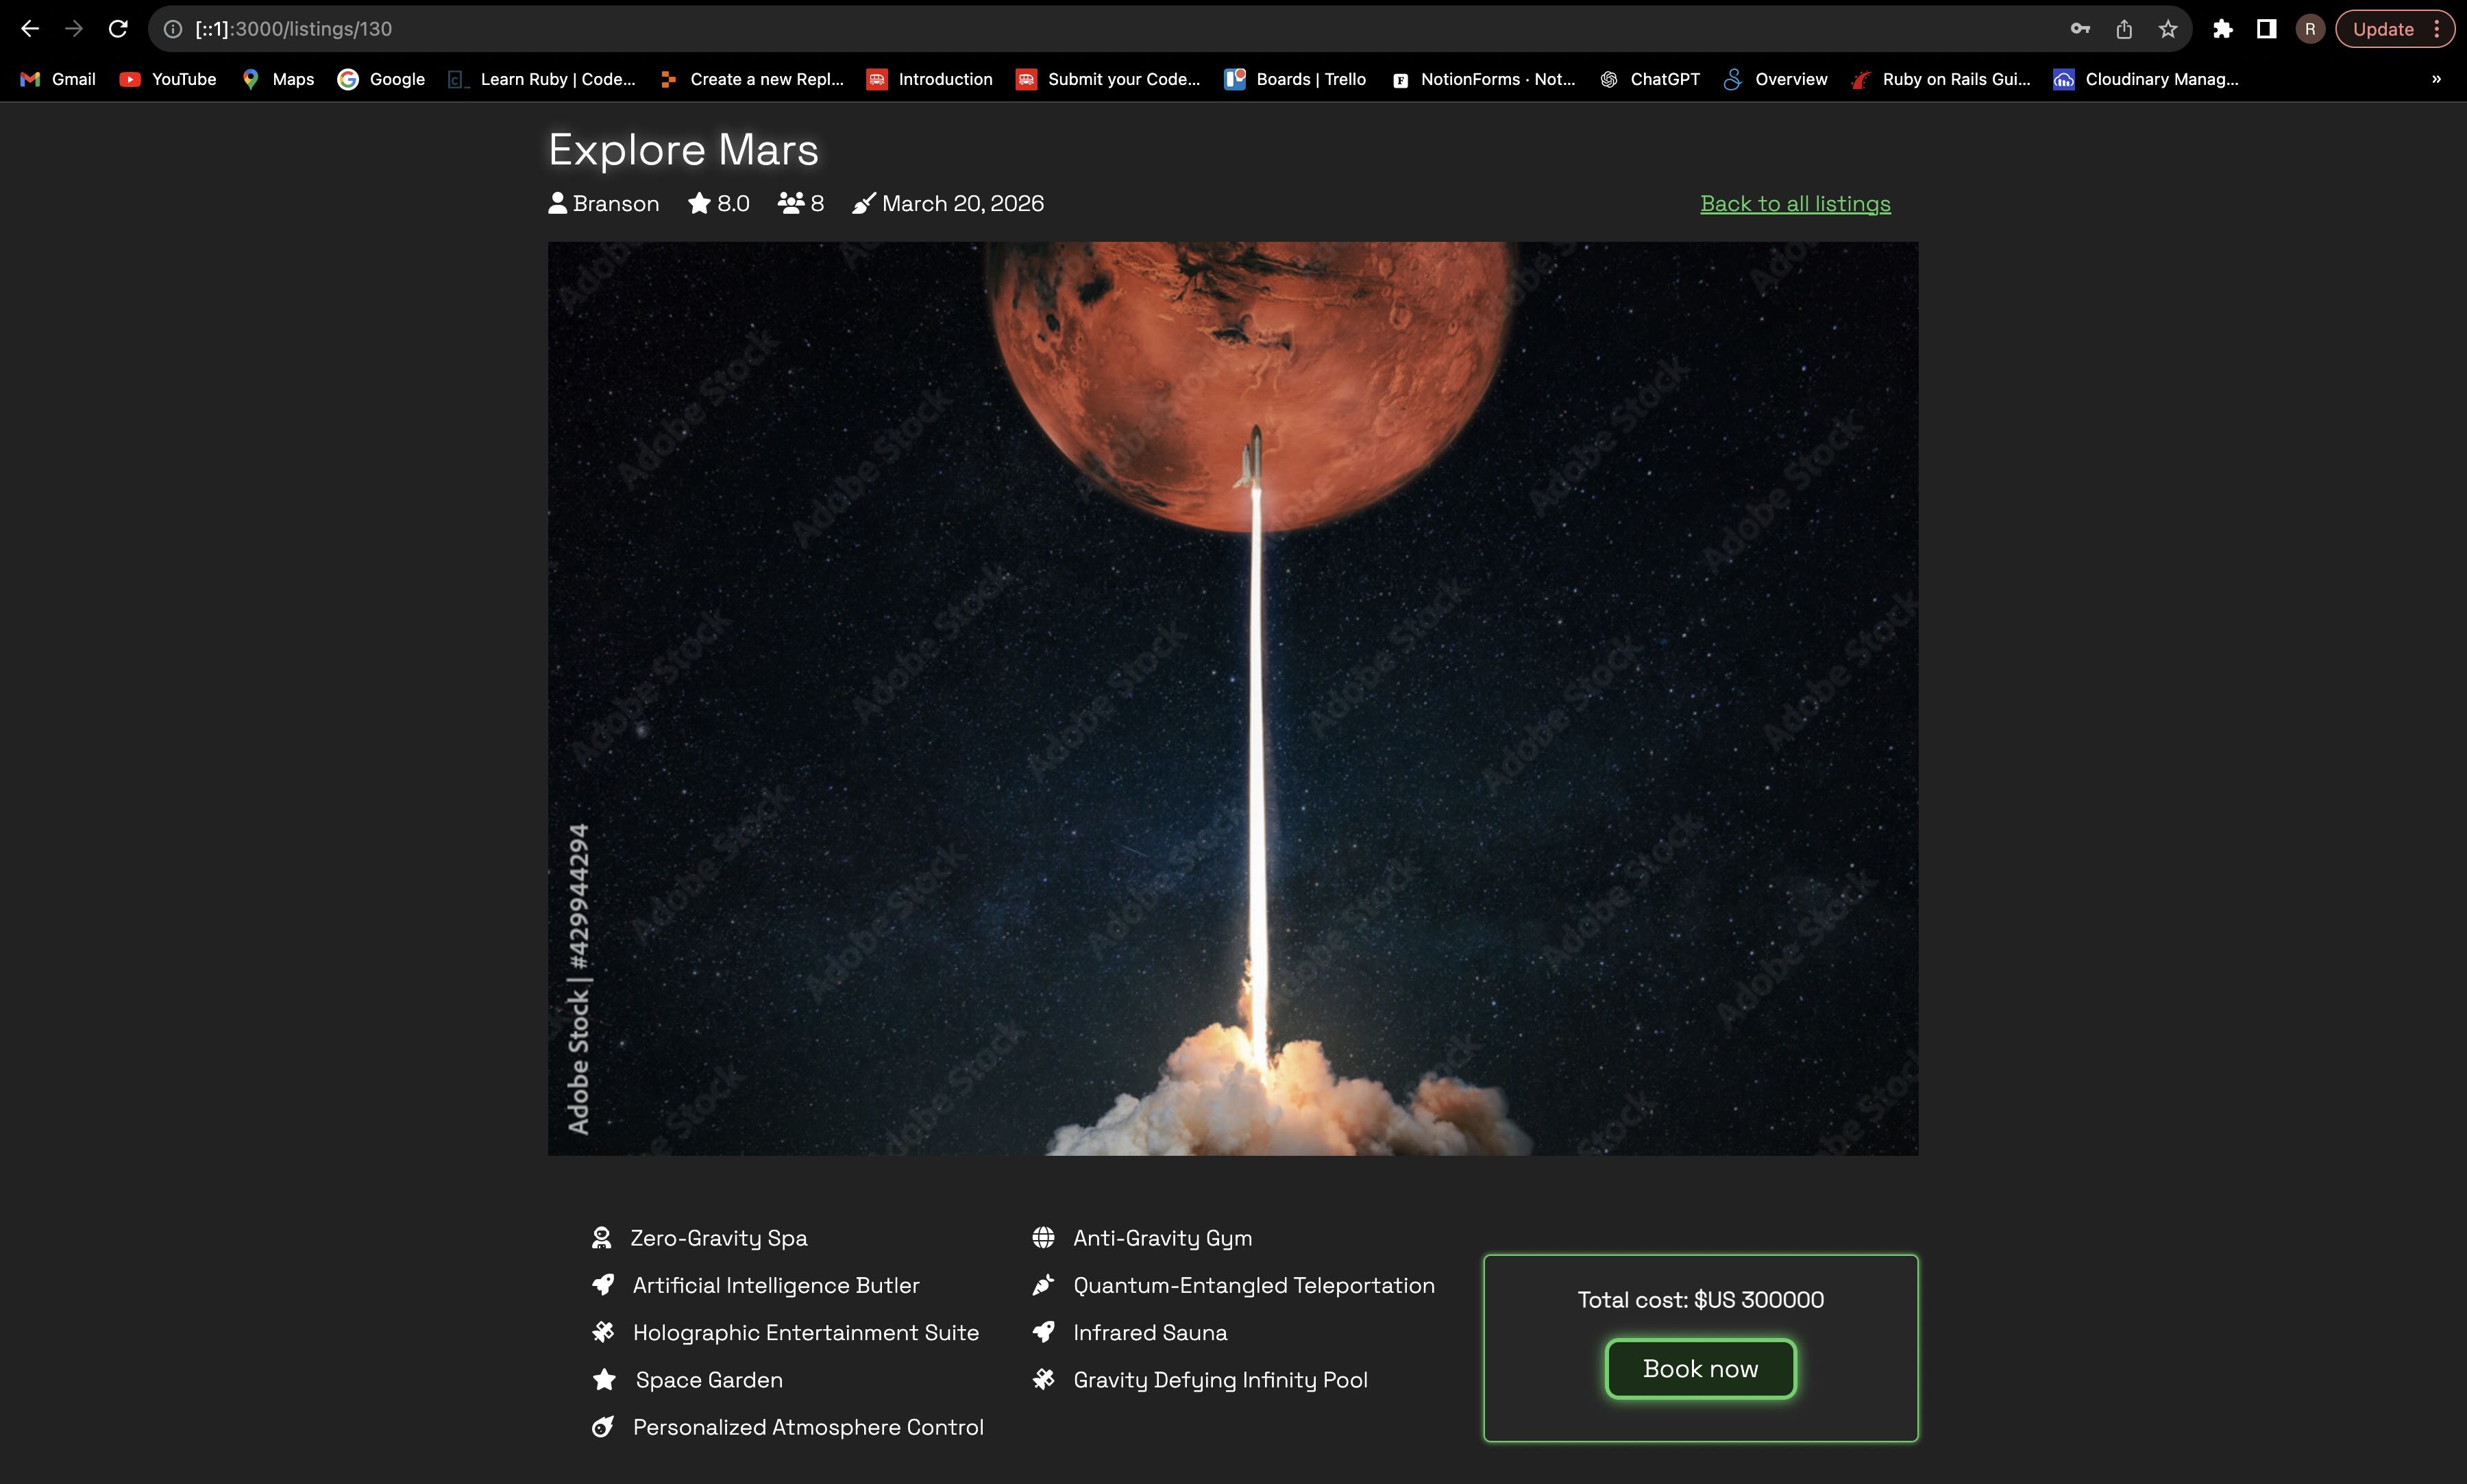 [::1]:3000/listings/130
R
Update
Gmail
YouTube
Maps
Google
Learn Ruby | Code...
Create a new Repl...
Introduction
Submit your Code...
Boards | Trello
NotionForms · Not...
ChatGPT
Overview
Ruby on Rails Gui...
Cloudinary Manag...
»
Explore Mars
Branson 8.0 8 March 20, 2026
Back to all listings
Adobe Stock
Adobe Stock | #429944294
Zero-Gravity Spa
Artificial Intelligence Butler
Holographic Entertainment Suite
Space Garden
Personalized Atmosphere Control
Anti-Gravity Gym
Quantum-Entangled Teleportation
Infrared Sauna
Gravity Defying Infinity Pool
Total cost: $US 300000
Book now